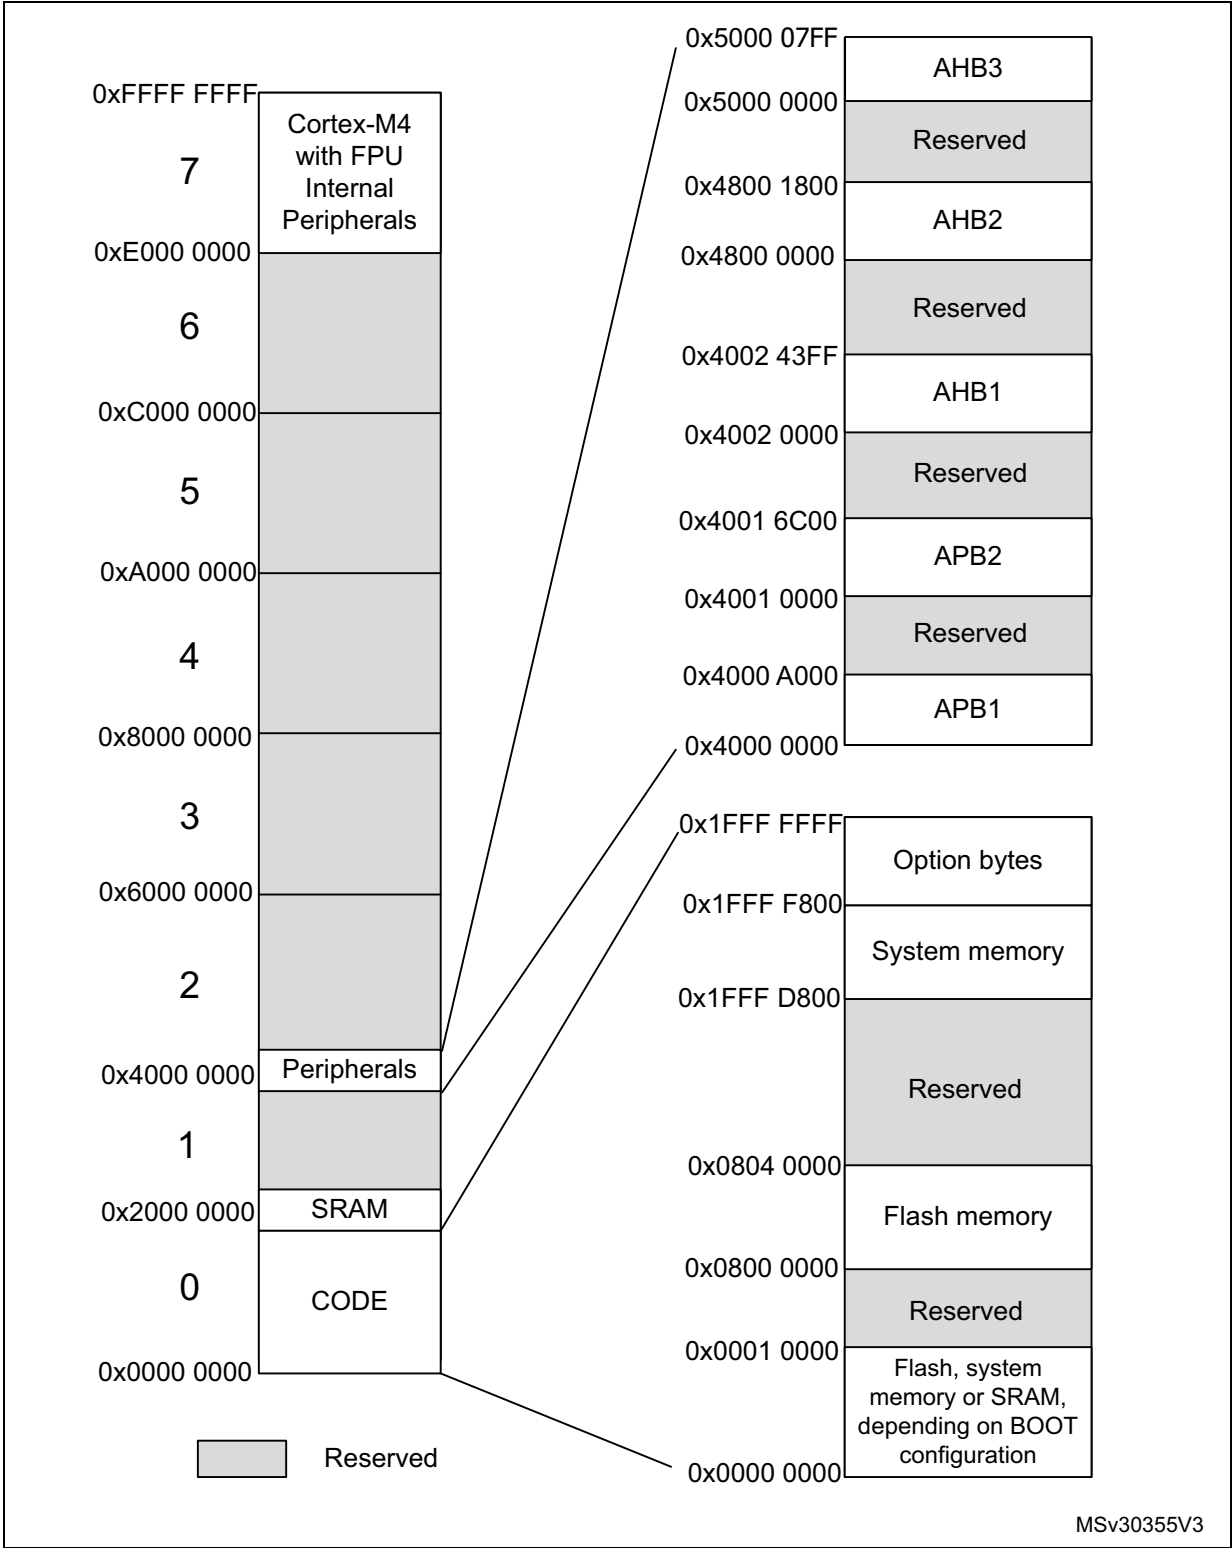 0xFFFF FFFF
Cortex-M4
with FPU
Internal
Peripherals
7
0xE000 0000
6
0xC000 0000
5
0xA000 0000
4
0x8000 0000
3
0x6000 0000
2
0x4000 0000
Peripherals
1
0x2000 0000
SRAM
0
CODE
0x0000 0000
Reserved
0x5000 07FF
AHB3
0x5000 0000
Reserved
0x4800 1800
AHB2
0x4800 0000
Reserved
0x4002 43FF
AHB1
0x4002 0000
Reserved
0x4001 6C00
APB2
0x4001 0000
Reserved
0x4000 A000
APB1
0x4000 0000
0x1FFF FFFF
Option bytes
0x1FFF F800
System memory
0x1FFF D800
Reserved
0x0804 0000
Flash memory
0x0800 0000
Reserved
0x0001 0000
Flash, system
memory or SRAM,
depending on BOOT
configuration
0x0000 0000
MSv30355V3